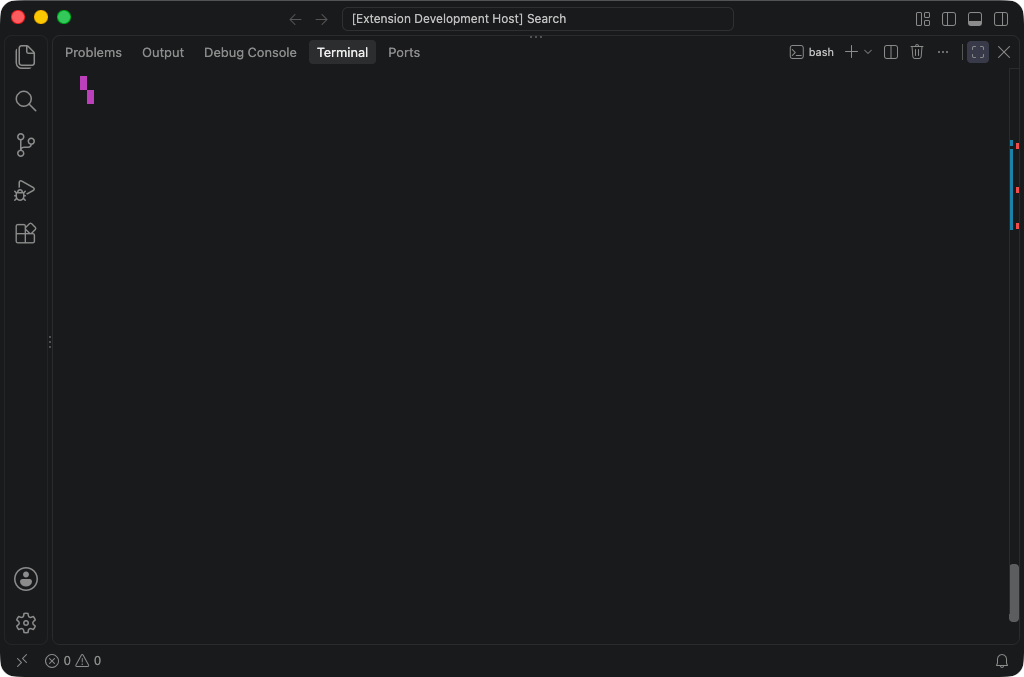 [Extension Development Host] Search
Problems
Output
Debug Console
Terminal
Ports
bash
0
0